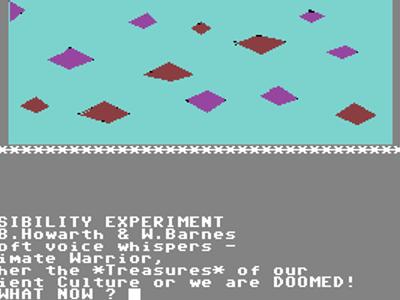 SIBILITY EXPERIMENT
B.Howarth & W.Barnes
oft voice whispers -
imate Warrior,
her the *Treasures* of our
ient Culture or we are DOOMED!
WHAT NOW ?